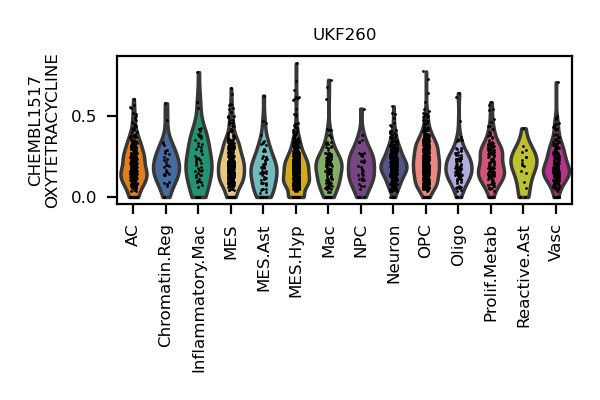 UKF260
CHEMBL1517
OXYTETRACYCLINE
0.5
0.0
AC
Chromatin.Reg
Inflammatory.Mac
MES
MES.Ast
MES.Hyp
Mac
NPC
Neuron
OPC
Oligo
Prolif.Metab
Reactive.Ast
Vasc